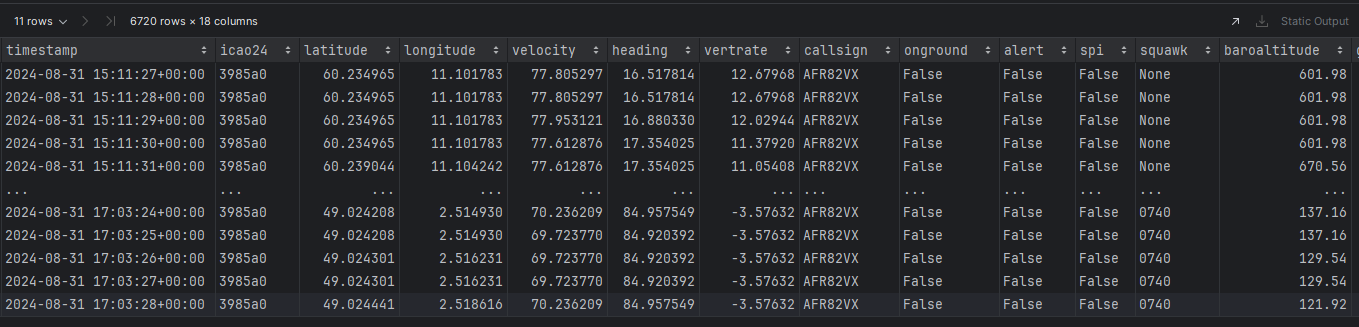 11 rows 6720 rows × 18 columns Static Output
timestamp icao24 latitude longitude velocity heading vertrate callsign onground alert spi squawk baroaltitude
2024-08-31 15:11:27+00:00 3985a0 60.234965 11.101783 77.805297 16.517814 12.67968 AFR82VX False False False None 601.98
2024-08-31 15:11:28+00:00 3985a0 60.234965 11.101783 77.805297 16.517814 12.67968 AFR82VX False False False None 601.98
2024-08-31 15:11:29+00:00 3985a0 60.234965 11.101783 77.953121 16.880330 12.02944 AFR82VX False False False None 601.98
2024-08-31 15:11:30+00:00 3985a0 60.234965 11.101783 77.612876 17.354025 11.37920 AFR82VX False False False None 601.98
2024-08-31 15:11:31+00:00 3985a0 60.239044 11.104242 77.612876 17.354025 11.05408 AFR82VX False False False None 670.56
... ... ... ... ... ... ... ... ... ... ... ... ...
2024-08-31 17:03:24+00:00 3985a0 49.024208 2.514930 70.236209 84.957549 -3.57632 AFR82VX False False False 0740 137.16
2024-08-31 17:03:25+00:00 3985a0 49.024208 2.514930 69.723770 84.920392 -3.57632 AFR82VX False False False 0740 137.16
2024-08-31 17:03:26+00:00 3985a0 49.024301 2.516231 69.723770 84.920392 -3.57632 AFR82VX False False False 0740 129.54
2024-08-31 17:03:27+00:00 3985a0 49.024301 2.516231 69.723770 84.920392 -3.57632 AFR82VX False False False 0740 129.54
2024-08-31 17:03:28+00:00 3985a0 49.024441 2.518616 70.236209 84.957549 -3.57632 AFR82VX False False False 0740 121.92